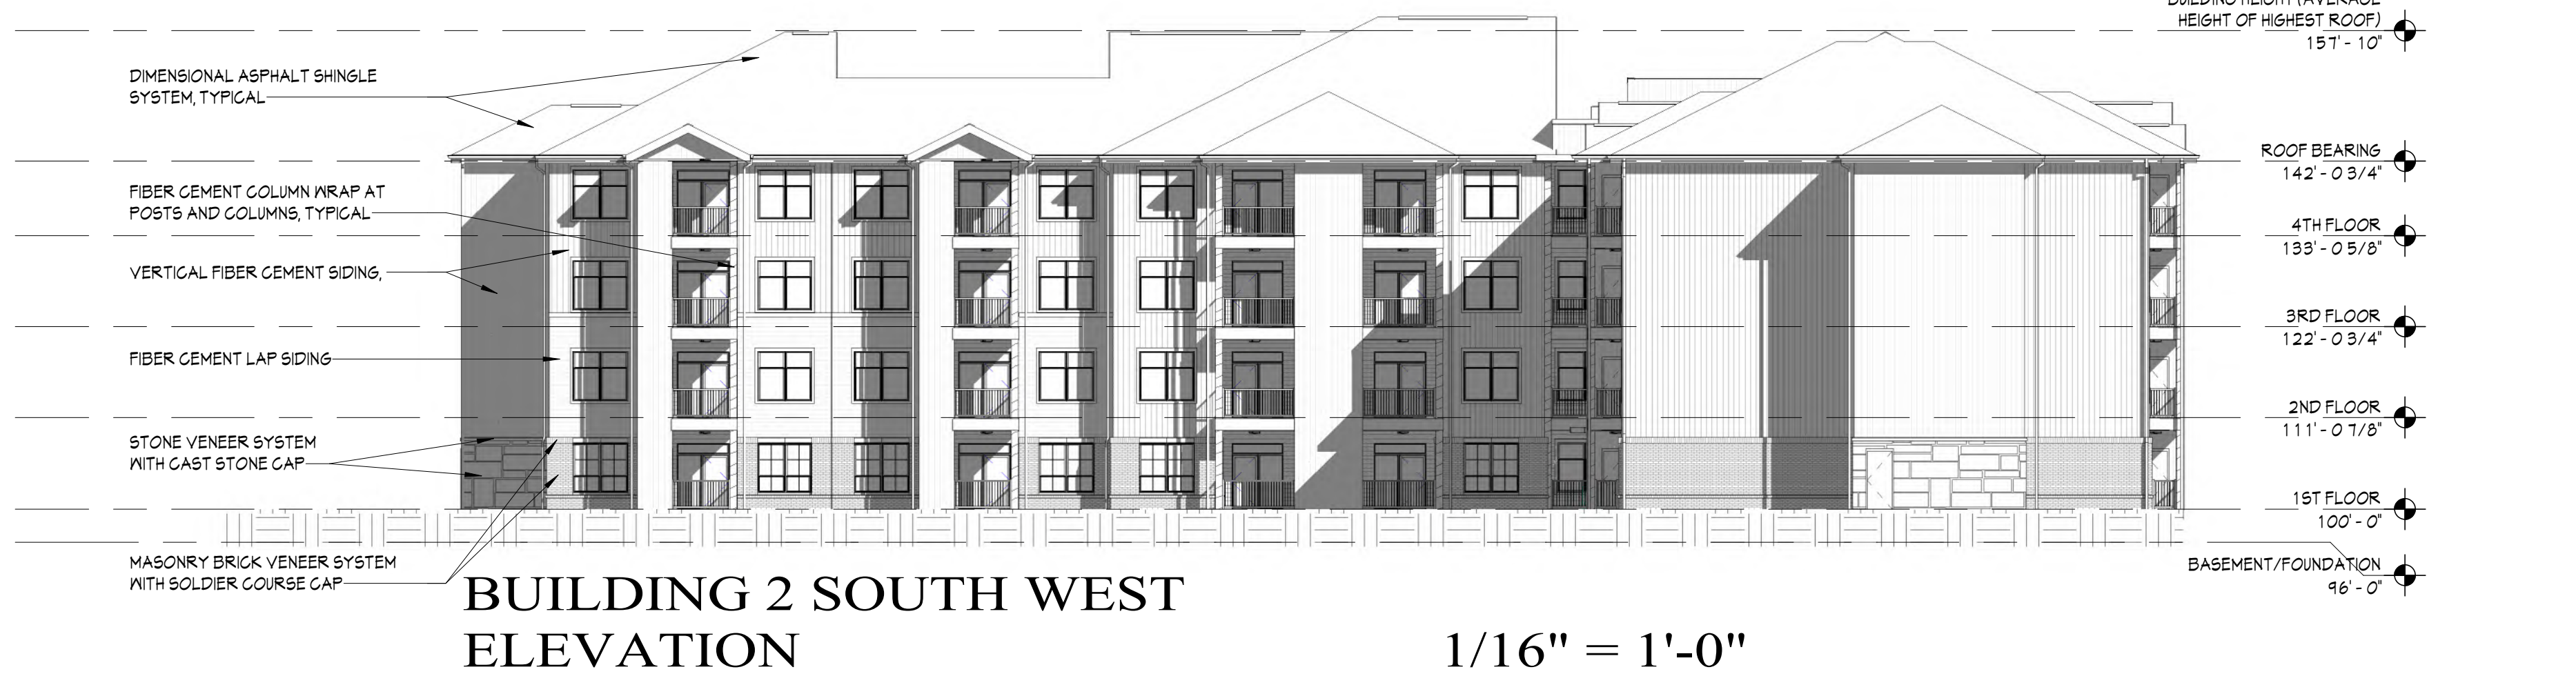 BUILDING HEIGHT (AVERAGE
HEIGHT OF HIGHEST ROOF)
157' - 10"
DIMENSIONAL ASPHALT SHINGLE
SYSTEM, TYPICAL
ROOF BEARING
142' - 0 3/4"
FIBER CEMENT COLUMN WRAP AT
POSTS AND COLUMNS, TYPICAL
4TH FLOOR
133' - 0 5/8"
VERTICAL FIBER CEMENT SIDING,
3RD FLOOR
122' - 0 3/4"
FIBER CEMENT LAP SIDING
2ND FLOOR
111' - 0 7/8"
STONE VENEER SYSTEM
WITH CAST STONE CAP
1ST FLOOR
100' - 0"
MASONRY BRICK VENEER SYSTEM
WITH SOLDIER COURSE CAP
BASEMENT/FOUNDATION
96' - 0"
BUILDING 2 SOUTH WEST
ELEVATION
1/16" = 1'-0"